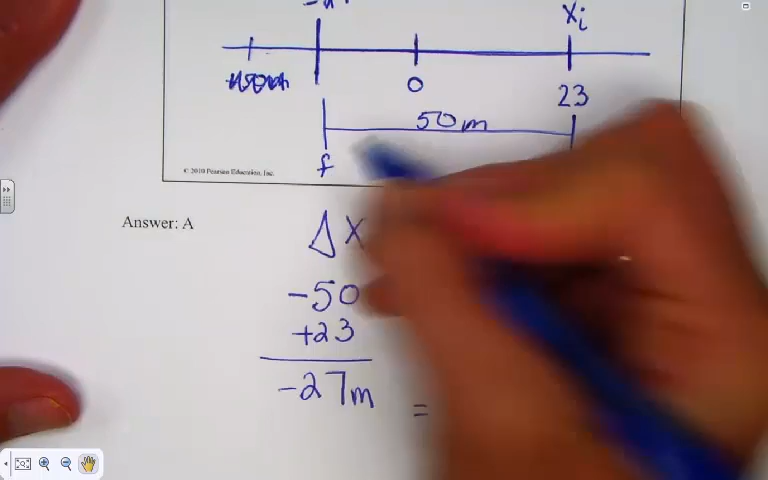 xi
0
23
50m
f
© 2010 Pearson Education, Inc.
Answer: A
Δx
-50
+23
-27m
=